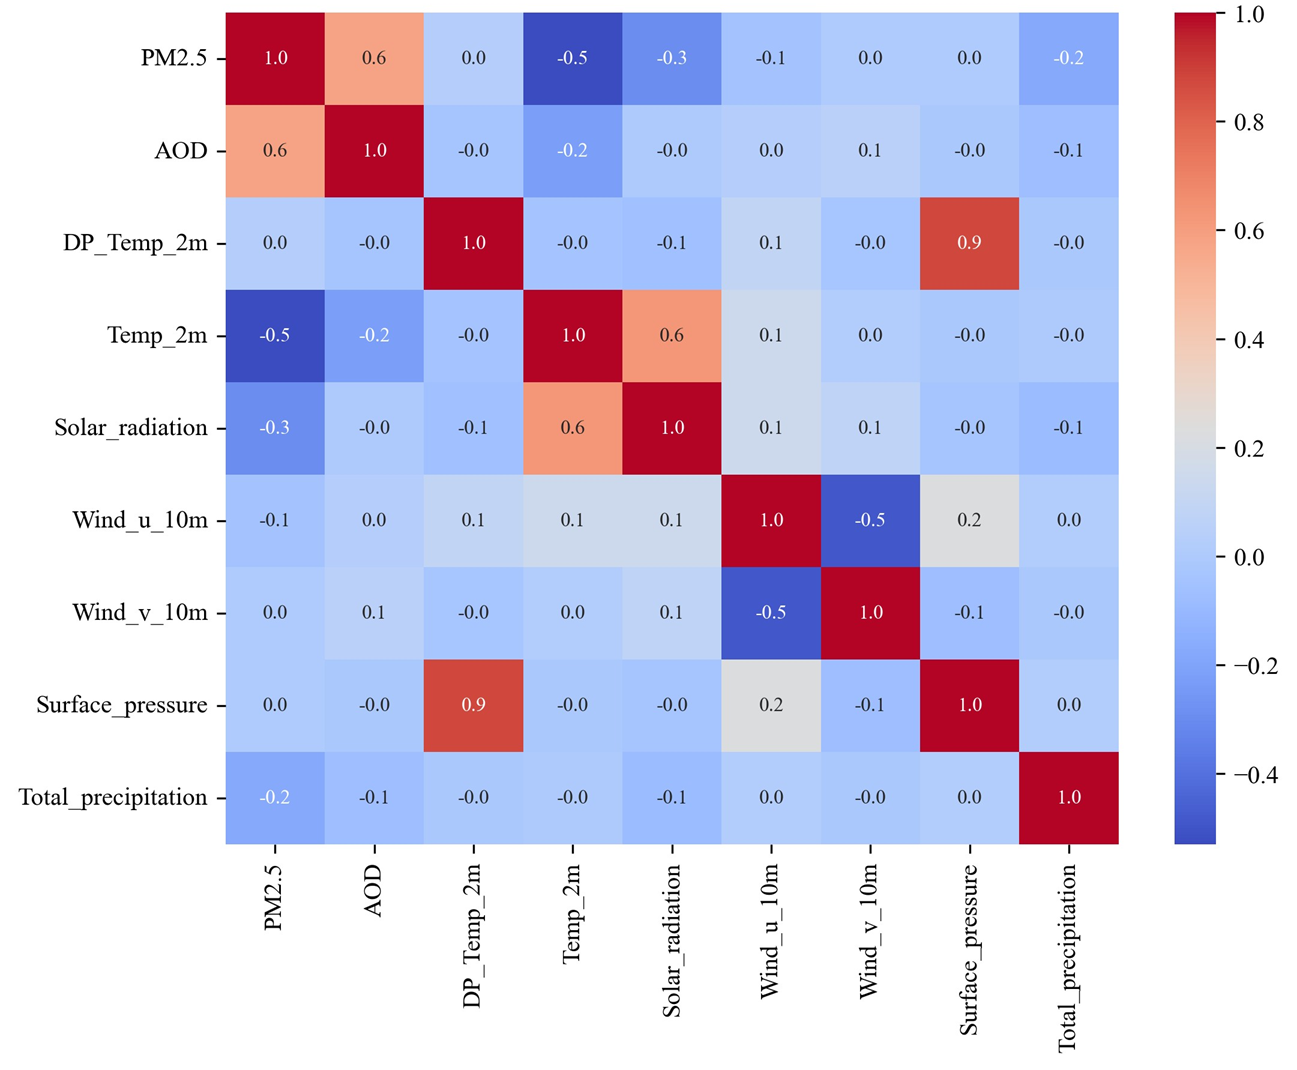 PM2.5 1.0 0.6 0.0 -0.5 -0.3 -0.1 0.0 0.0 -0.2
AOD 0.6 1.0 -0.0 -0.2 -0.0 0.0 0.1 -0.0 -0.1
DP_Temp_2m 0.0 -0.0 1.0 -0.0 -0.1 0.1 -0.0 0.9 -0.0
Temp_2m -0.5 -0.2 -0.0 1.0 0.6 0.1 0.0 -0.0 -0.0
Solar_radiation -0.3 -0.0 -0.1 0.6 1.0 0.1 0.1 -0.0 -0.1
Wind_u_10m -0.1 0.0 0.1 0.1 0.1 1.0 -0.5 0.2 0.0
Wind_v_10m 0.0 0.1 -0.0 0.0 0.1 -0.5 1.0 -0.1 -0.0
Surface_pressure 0.0 -0.0 0.9 -0.0 -0.0 0.2 -0.1 1.0 0.0
Total_precipitation -0.2 -0.1 -0.0 -0.0 -0.1 0.0 -0.0 0.0 1.0
PM2.5
AOD
DP_Temp_2m
Temp_2m
Solar_radiation
Wind_u_10m
Wind_v_10m
Surface_pressure
Total_precipitation
1.0
0.8
0.6
0.4
0.2
0.0
−0.2
−0.4